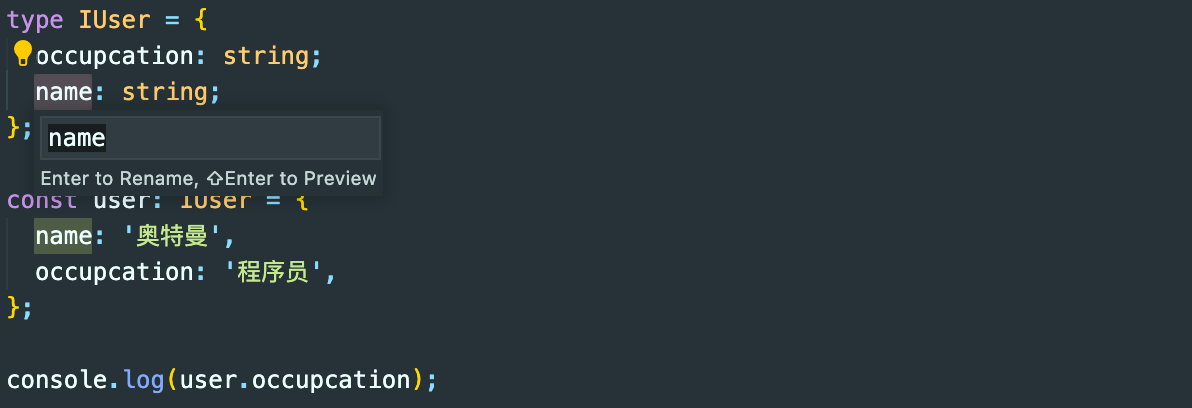 type IUser = {
occupcation: string;
name: string;
};
name
Enter to Rename, ⇧Enter to Preview
const user: IUser = {
name: '奥特曼',
occupcation: '程序员',
};
console.log(user.occupcation);